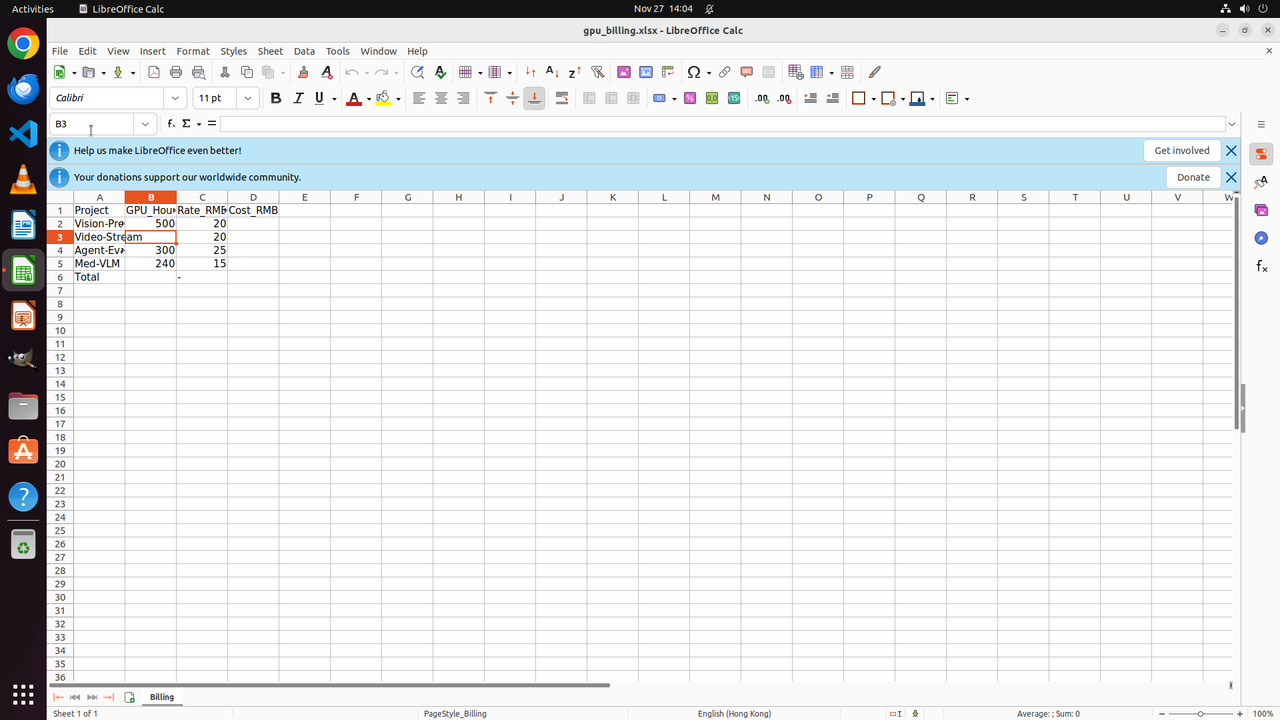 Activities LibreOffice Calc Nov 27 14:04
gpu_billing.xlsx - LibreOffice Calc
File Edit View Insert Format Styles Sheet Data Tools Window Help
Calibri 11 pt
B3
Help us make LibreOffice even better! Get involved
Your donations support our worldwide community. Donate
A B C D E F G H I J K L M N O P Q R S T U V W
1 Project GPU_Hou Rate_RMB Cost_RMB
2 Vision-Pre 500 20
3 Video-Stream 20
4 Agent-Eva 300 25
5 Med-VLM 240 15
6 Total -
7
8
9
10
11
12
13
14
15
16
17
18
19
20
21
22
23
24
25
26
27
28
29
30
31
32
33
34
35
36
Billing
Sheet 1 of 1 PageStyle_Billing English (Hong Kong) Average: ; Sum: 0 100%